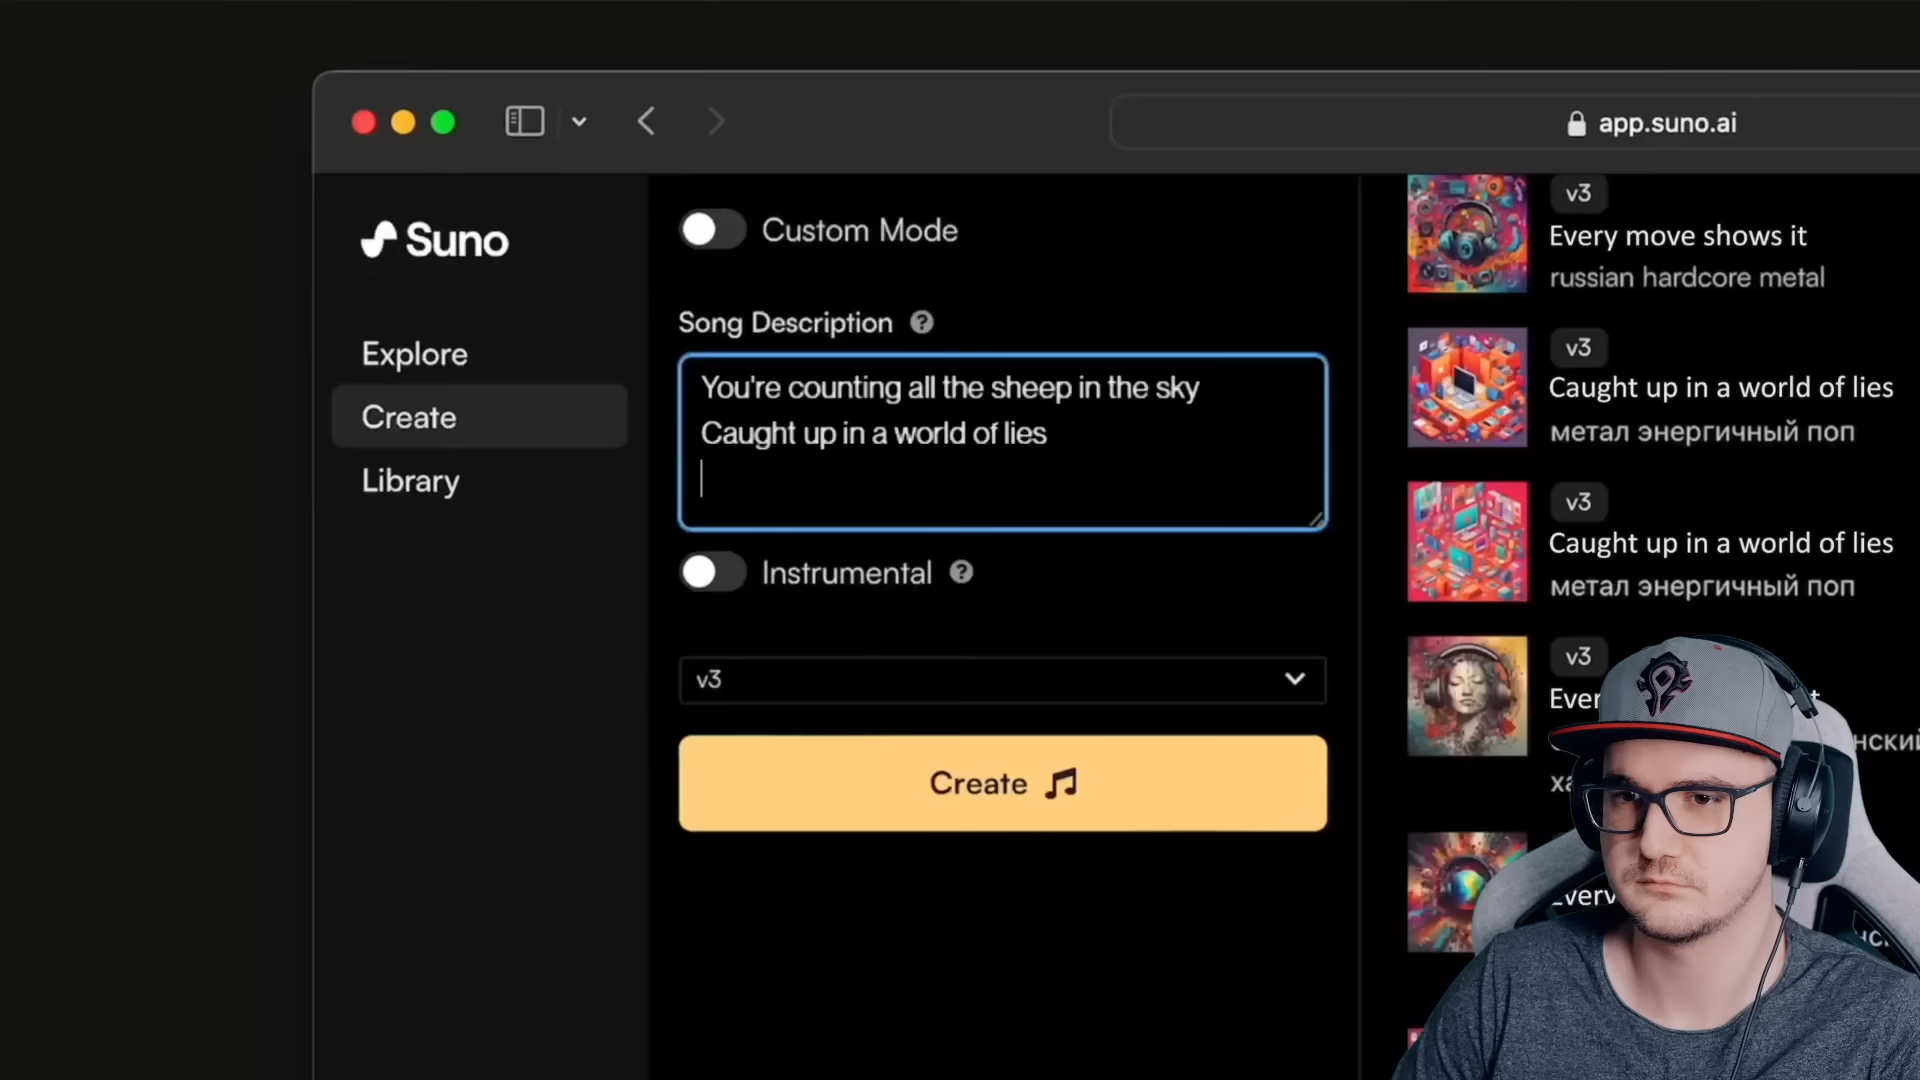 app.suno.ai
Suno
Explore
Create
Library
Custom Mode
Song Description ?
You're counting all the sheep in the sky
Caught up in a world of lies
Instrumental ?
v3
Create
v3
Every move shows it
russian hardcore metal
v3
Caught up in a world of lies
метал энергичный поп
v3
Caught up in a world of lies
метал энергичный поп
v3